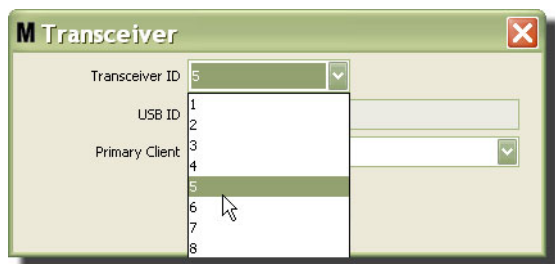 M Transceiver
Transceiver ID 5
USB ID
Primary Client
1
2
3
4
5
6
7
8